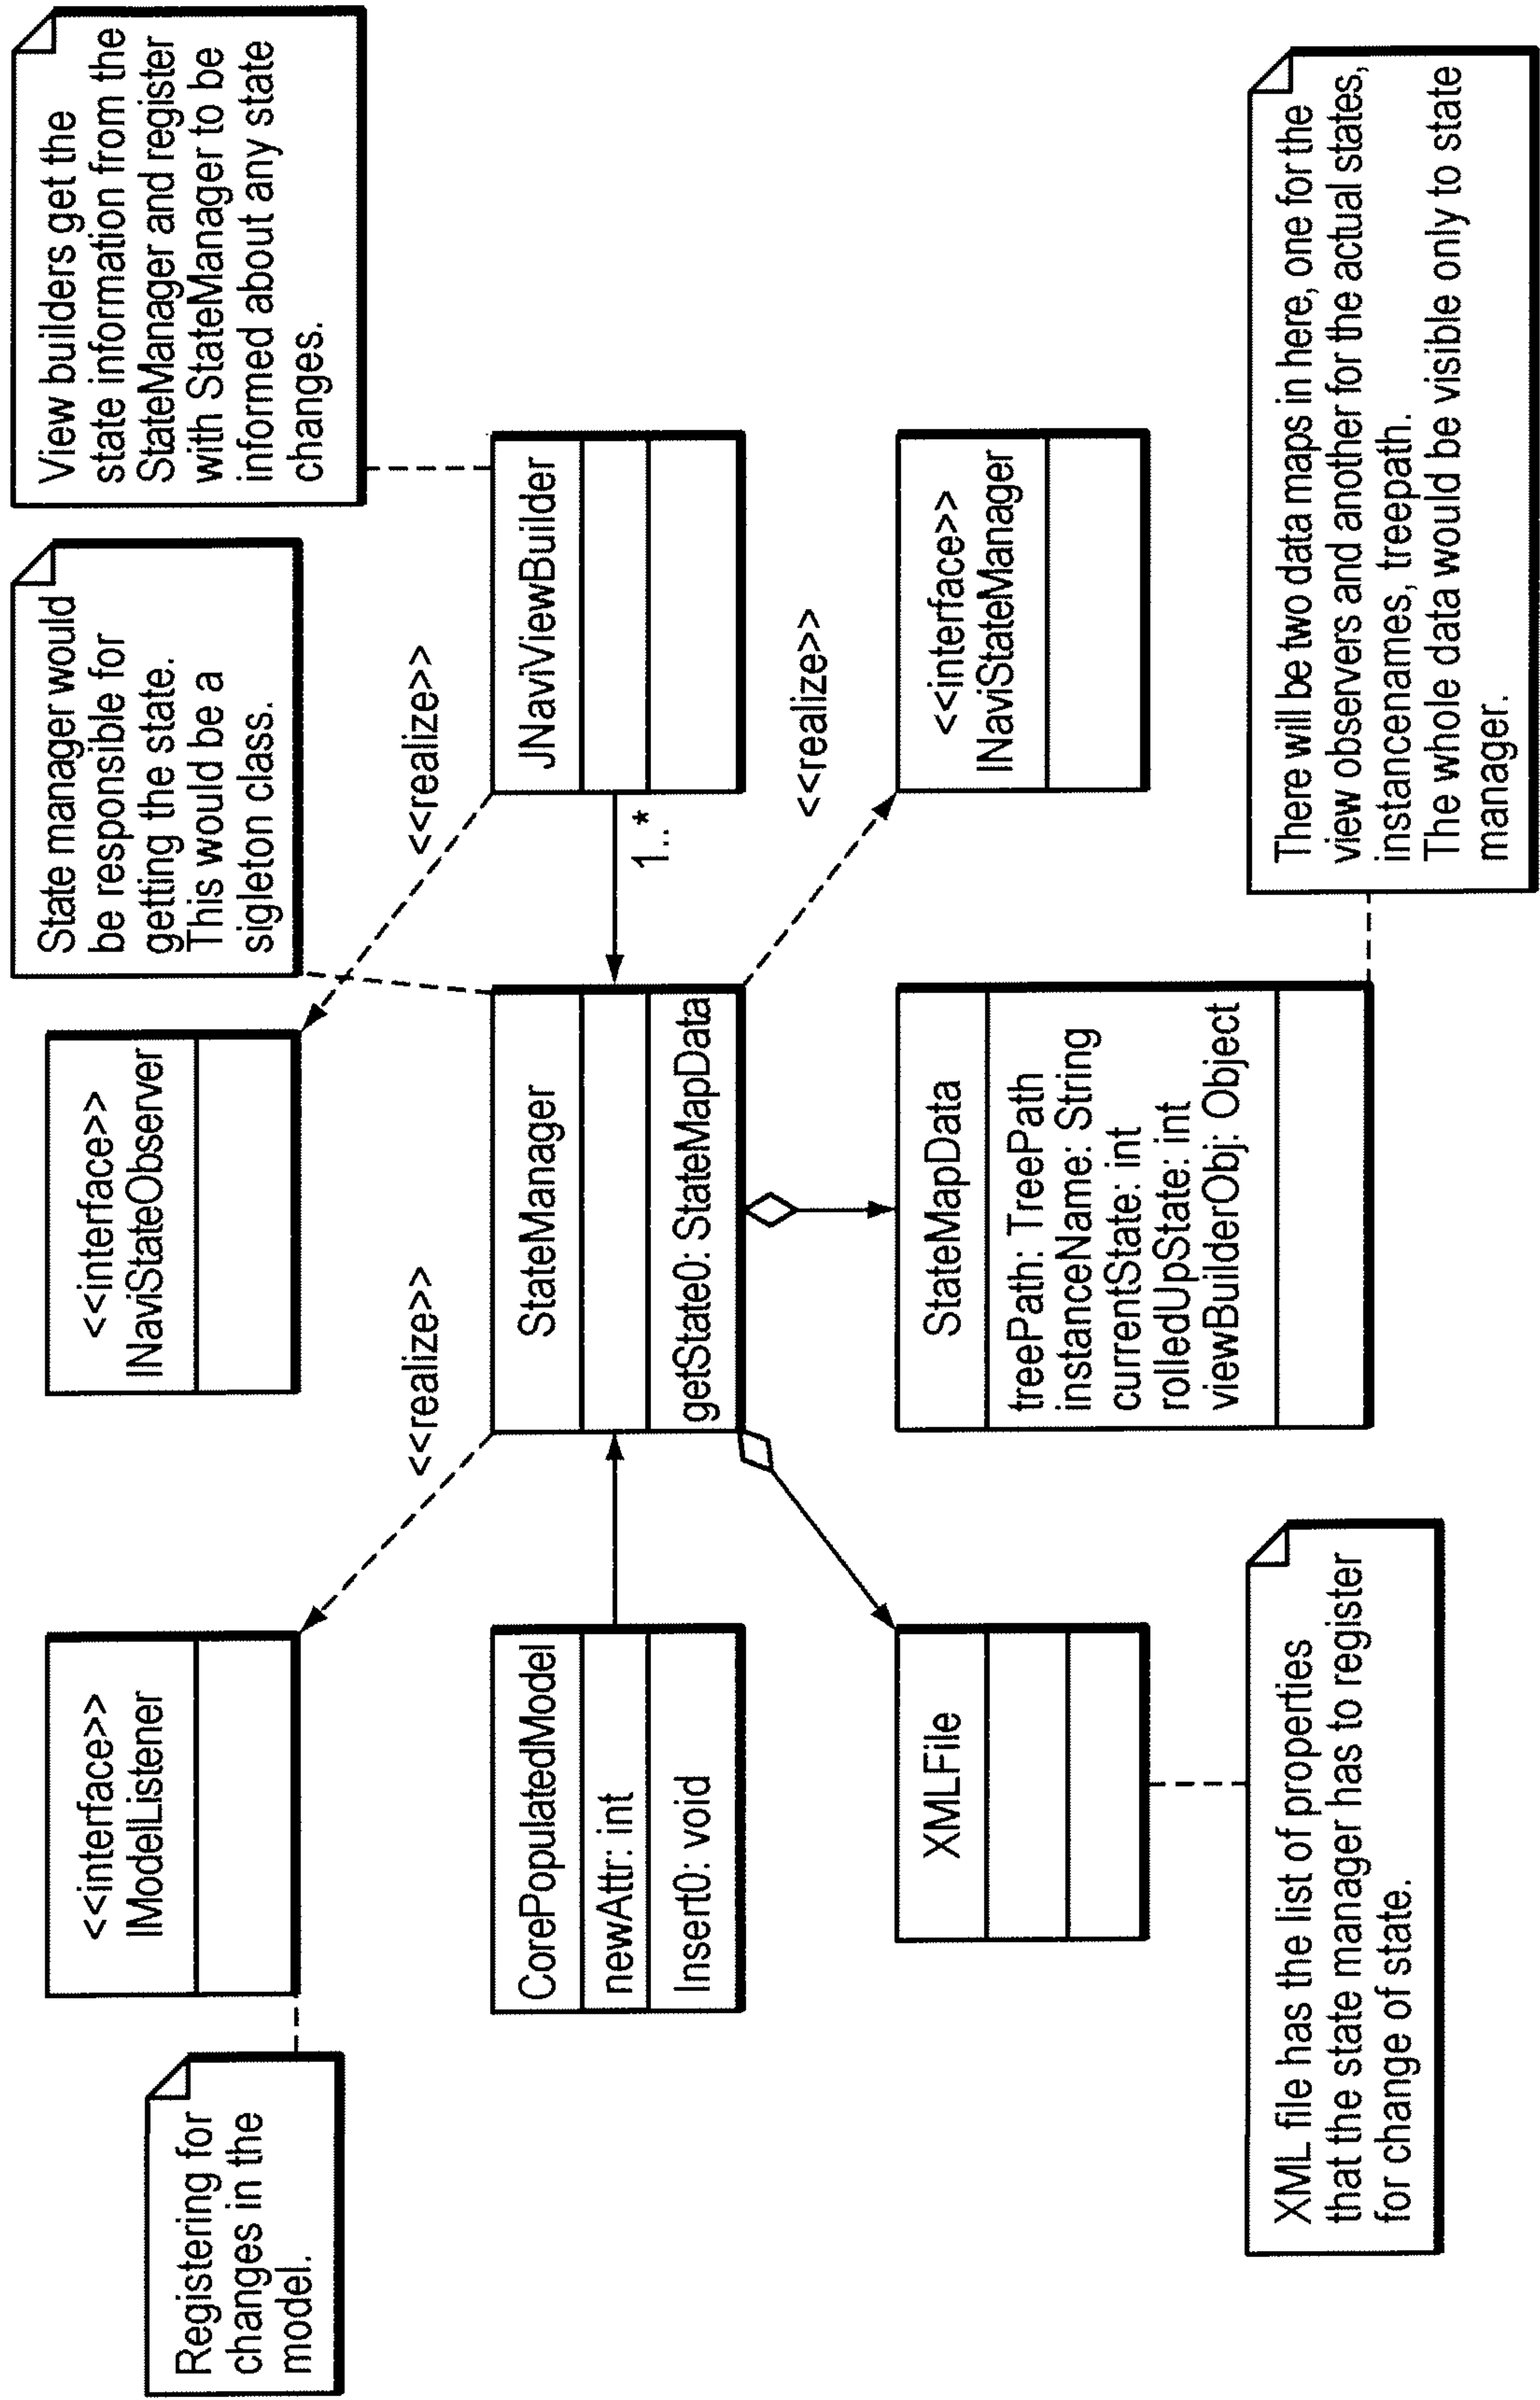 Registering for
changes in the
model.
<<interface>>
IModelListener
<<interface>>
INaviStateObserver
State manager would
be responsible for
getting the state.
This would be a
sigleton class.
View builders get the
state information from the
StateManager and register
with StateManager to be
informed about any state
changes.
<<realize>>
<<realize>>
CorePopulatedModel
newAttr: int
Insert0: void
StateManager
getState0: StateMapData
JNaviViewBuilder
1..*
<<realize>>
XMLFile
StateMapData
treePath: TreePath
instanceName: String
currentState: int
rolledUpState: int
viewBuilderObj: Object
<<interface>>
INaviStateManager
XML file has the list of properties
that the state manager has to register
for change of state.
There will be two data maps in here, one for the
view observers and another for the actual states,
instancenames, treepath.
The whole data would be visible only to state
manager.